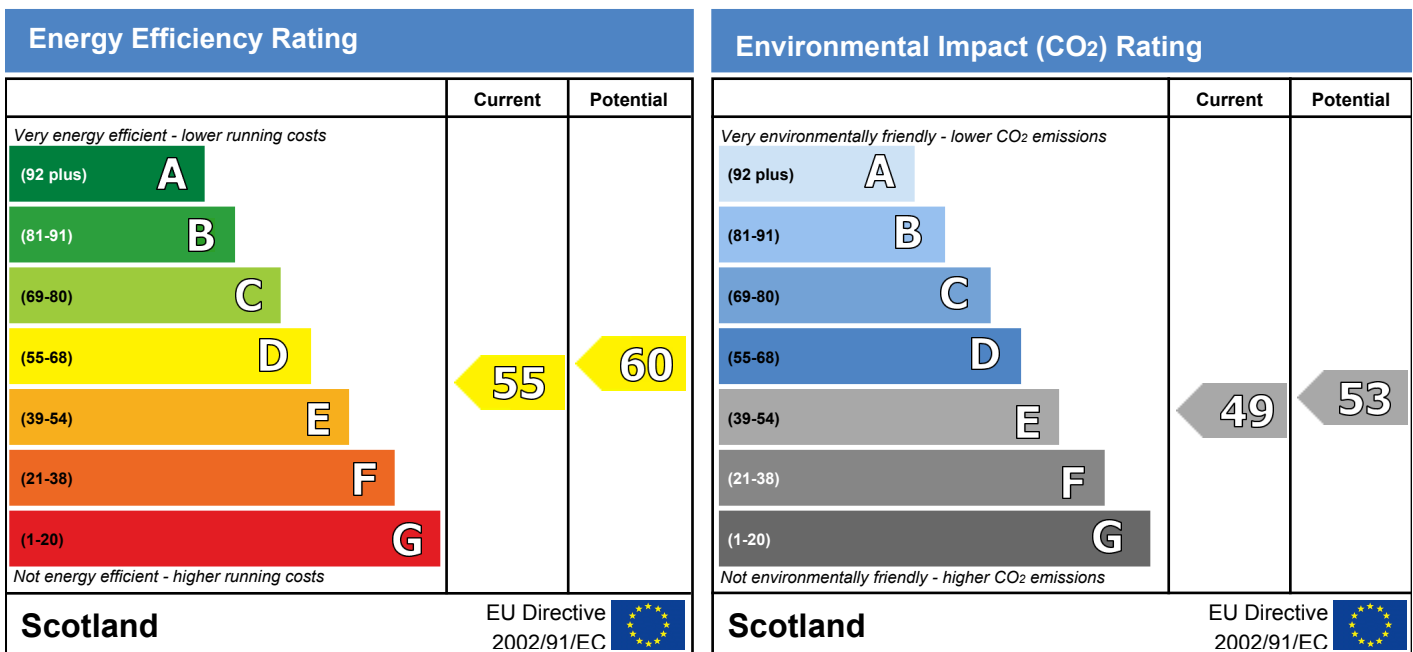 Energy Efficiency Rating
Current Potential
Very energy efficient - lower running costs
(92 plus) A
(81-91) B
(69-80) C
(55-68) D
55 60
(39-54) E
(21-38) F
(1-20) G
Not energy efficient - higher running costs
Scotland
EU Directive
2002/91/EC
Environmental Impact (CO2) Rating
Current Potential
Very environmentally friendly - lower CO2 emissions
(92 plus) A
(81-91) B
(69-80) C
(55-68) D
(39-54) E
49 53
(21-38) F
(1-20) G
Not environmentally friendly - higher CO2 emissions
Scotland
EU Directive
2002/91/EC